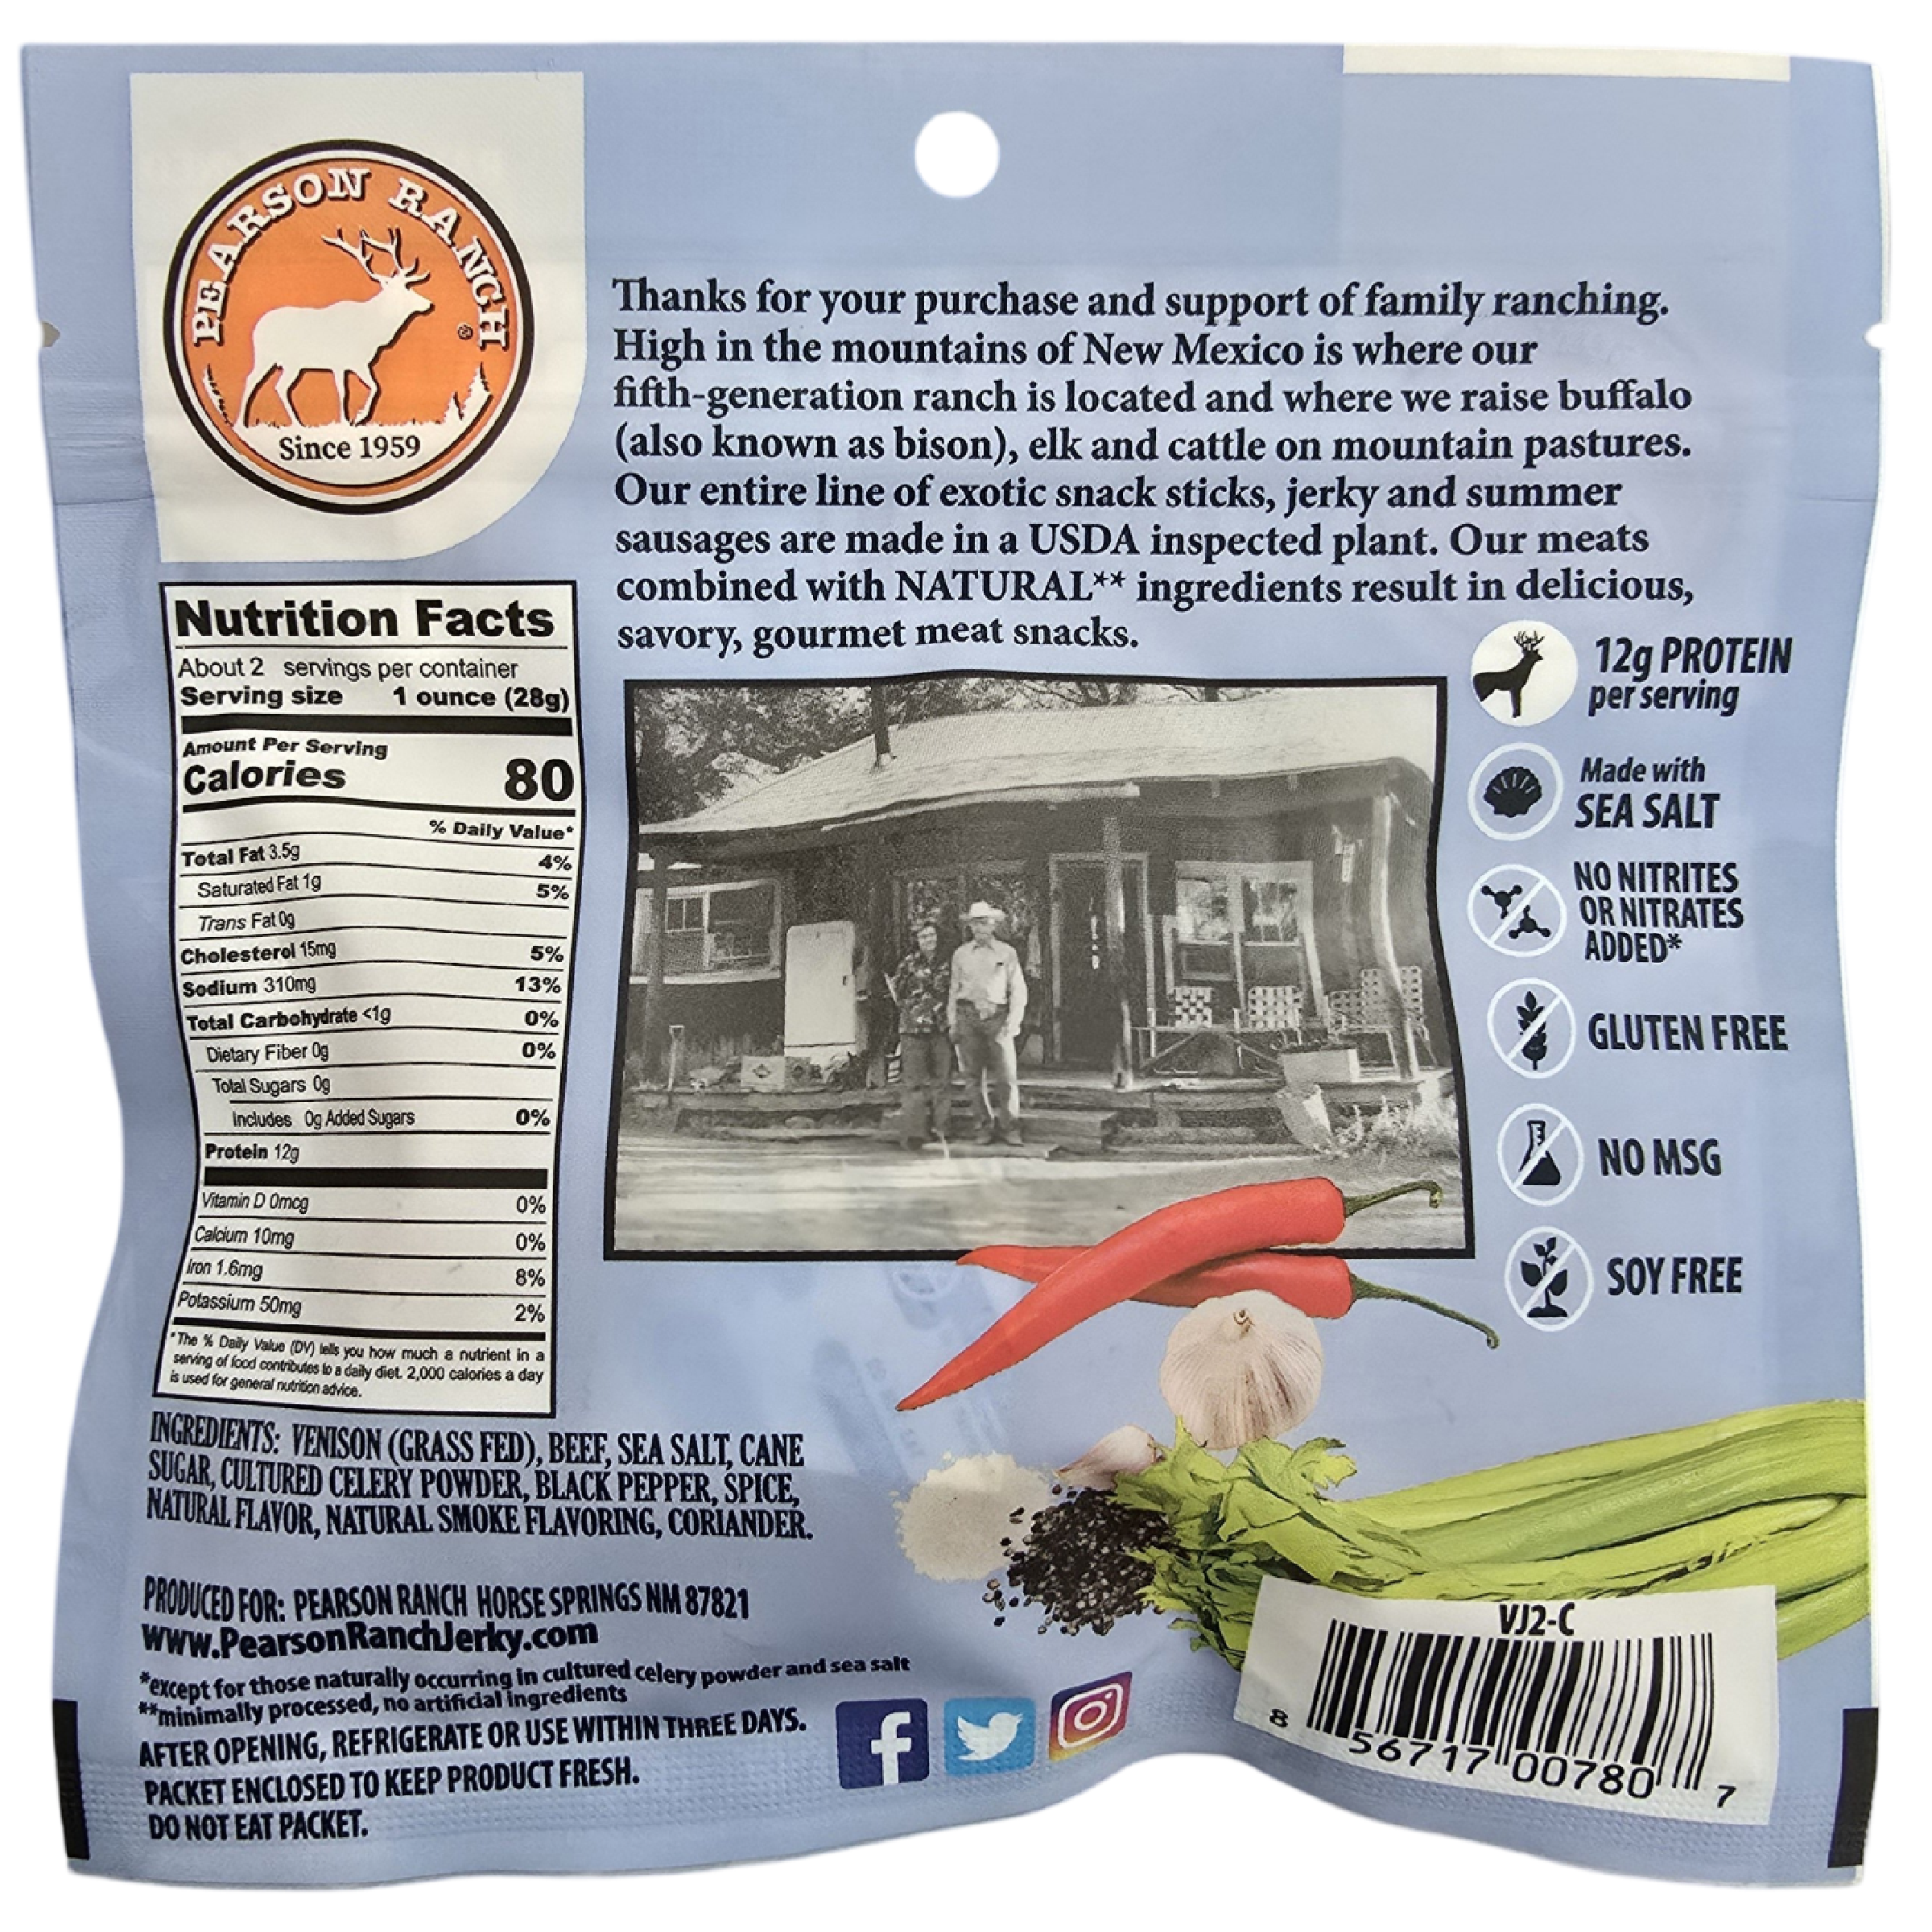 PEARSON RANCH
®
Since 1959
Thanks for your purchase and support of family ranching.
High in the mountains of New Mexico is where our
fifth-generation ranch is located and where we raise buffalo
(also known as bison), elk and cattle on mountain pastures.
Our entire line of exotic snack sticks, jerky and summer
sausages are made in a USDA inspected plant. Our meats
combined with NATURAL** ingredients result in delicious,
savory, gourmet meat snacks.
Nutrition Facts
About 2 servings per container
Serving size 1 ounce (28g)
Amount Per Serving
Calories 80
% Daily Value*
Total Fat 3.5g 4%
Saturated Fat 1g 5%
Trans Fat 0g
Cholesterol 15mg 5%
Sodium 310mg 13%
Total Carbohydrate <1g 0%
Dietary Fiber 0g 0%
Total Sugars 0g
Includes 0g Added Sugars 0%
Protein 12g
Vitamin D 0mcg 0%
Calcium 10mg 0%
Iron 1.6mg 8%
Potassium 50mg 2%
*The % Daily Value (DV) tells you how much a nutrient in a
serving of food contributes to a daily diet. 2,000 calories a day
is used for general nutrition advice.
12g PROTEIN
per serving
Made with
SEA SALT
NO NITRITES
OR NITRATES
ADDED*
GLUTEN FREE
NO MSG
SOY FREE
INGREDIENTS: VENISON (GRASS FED), BEEF, SEA SALT, CANE
SUGAR, CULTURED CELERY POWDER, BLACK PEPPER, SPICE,
NATURAL FLAVOR, NATURAL SMOKE FLAVORING, CORIANDER.
PRODUCED FOR: PEARSON RANCH HORSE SPRINGS NM 87821
www.PearsonRanchJerky.com
*except for those naturally occurring in cultured celery powder and sea salt
**minimally processed, no artificial ingredients
AFTER OPENING, REFRIGERATE OR USE WITHIN THREE DAYS.
PACKET ENCLOSED TO KEEP PRODUCT FRESH.
DO NOT EAT PACKET.
f
VJ2-C
8 56717 00780 7